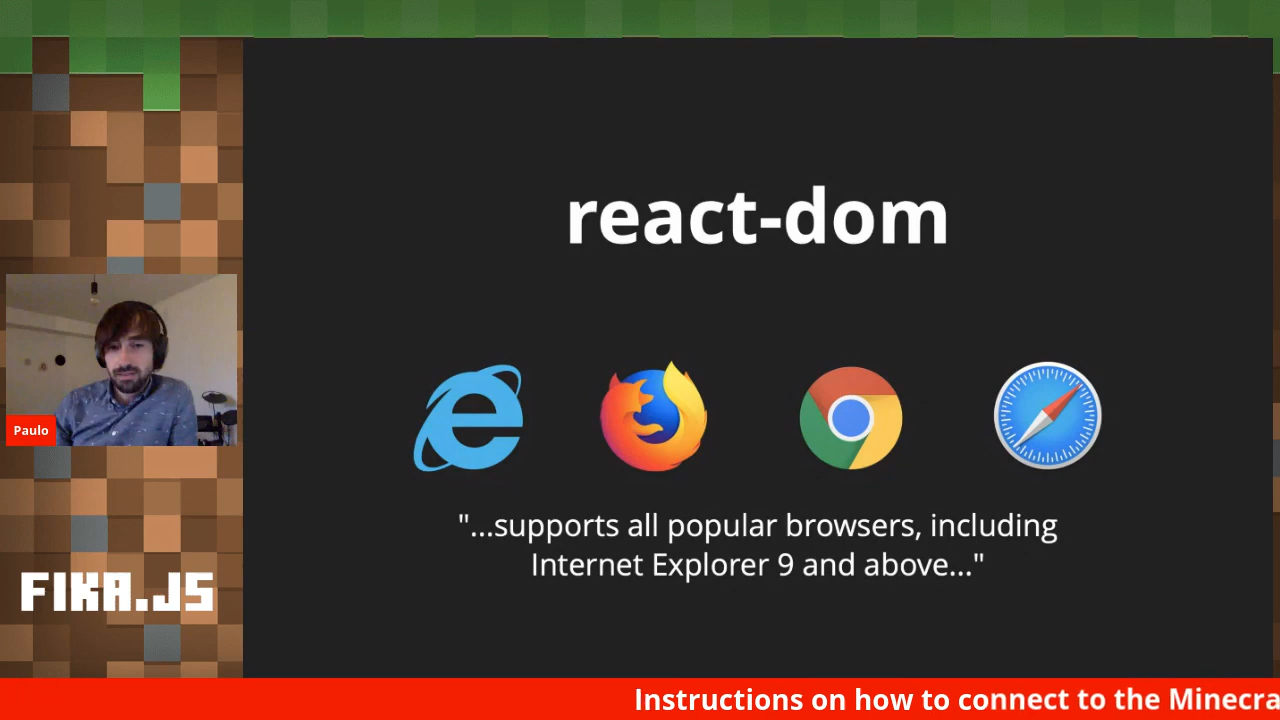 react-dom
"...supports all popular browsers, including
Internet Explorer 9 and above..."
Paulo
FIKA.JS
Instructions on how to connect to the Minecra